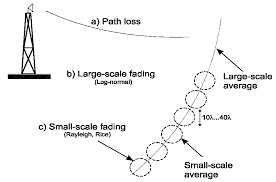 a) Path loss
b) Large-scale fading
(Log-normal)
Large-scale
average
10λ...40λ
c) Small-scale fading
(Rayleigh, Rice)
Small-scale
average